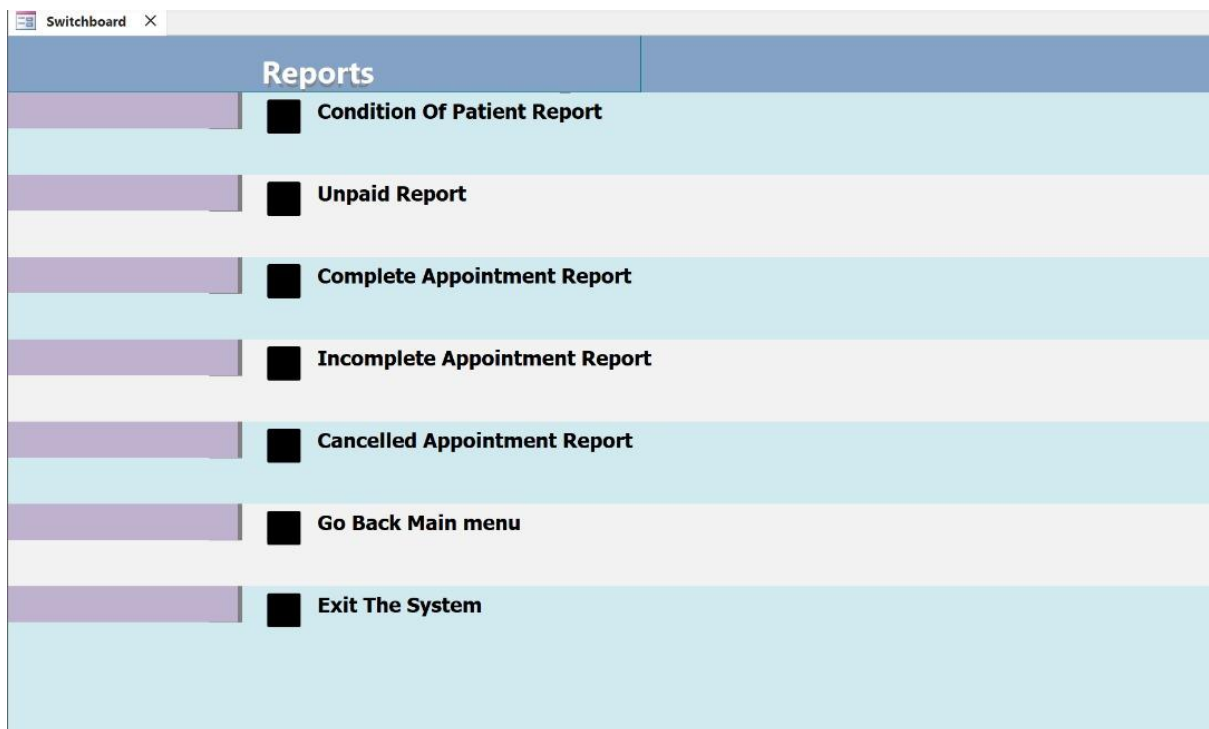 Switchboard
Reports
Condition Of Patient Report
Unpaid Report
Complete Appointment Report
Incomplete Appointment Report
Cancelled Appointment Report
Go Back Main menu
Exit The System